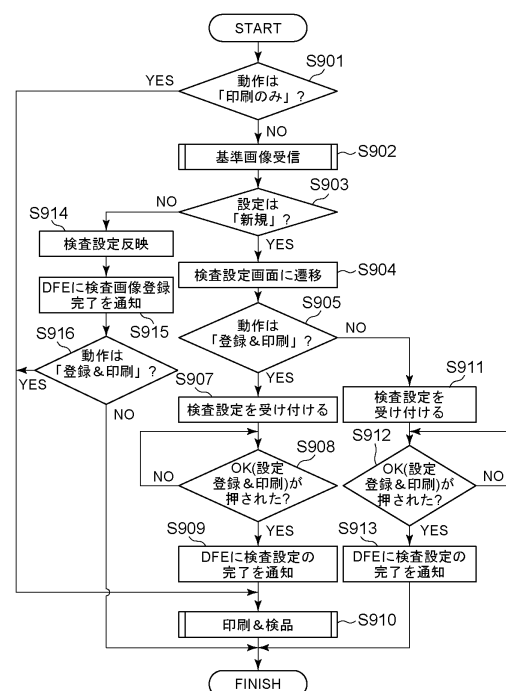 START
S901
動作は
「印刷のみ」?
YES
NO
基準画像受信
S902
S903
設定は
「新規」?
NO
YES
S914
検査設定反映
検査設定画面に遷移
S904
DFEに検査画像登録
完了を通知
S915
S905
動作は
「登録&印刷」?
NO
YES
S916
動作は
「登録&印刷」?
YES
NO
S907
検査設定を受け付ける
S911
検査設定を
受け付ける
S908
OK(設定
登録&印刷)が
押された?
NO
YES
S912
OK(設定
登録&印刷)が
押された?
NO
YES
S909
DFEに検査設定の
完了を通知
S913
DFEに検査設定の
完了を通知
印刷&検品
S910
FINISH